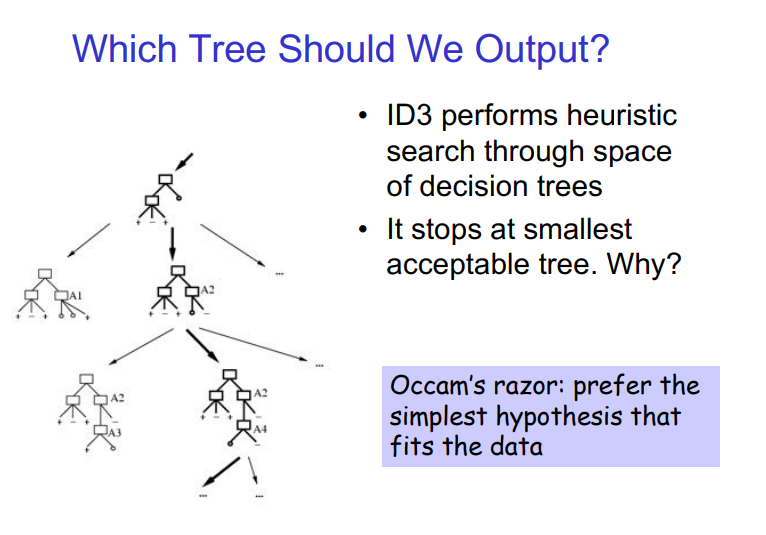 Which Tree Should We Output?
• ID3 performs heuristic
search through space
of decision trees
• It stops at smallest
acceptable tree. Why?
Occam's razor: prefer the
simplest hypothesis that
fits the data
+ − +
...
A1
+ − +
+
A2
+ − +
−
...
A2
+ − +
−
A3
+
A2
+ − +
−
A4
−
...
...